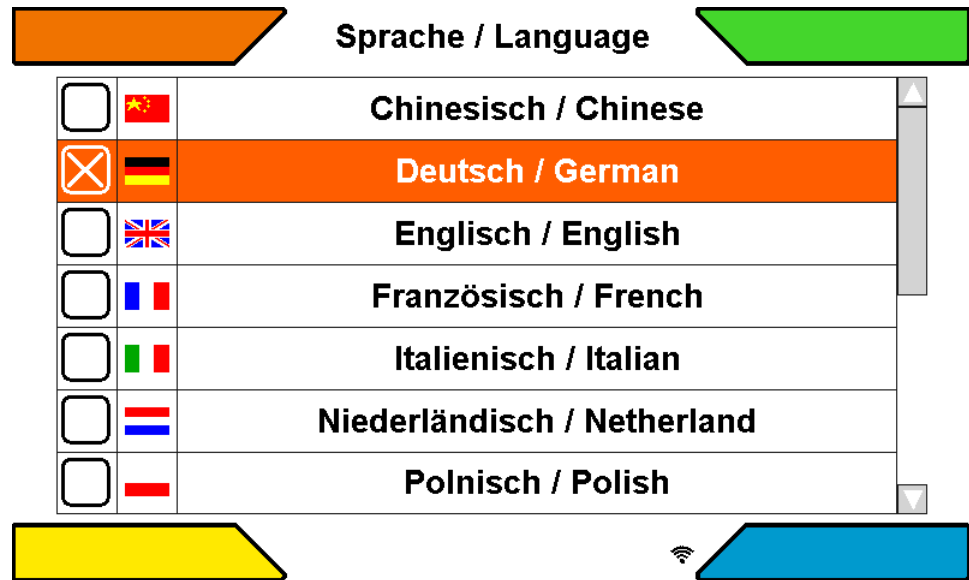 Sprache / Language
Chinesisch / Chinese
Deutsch / German
Englisch / English
Französisch / French
Italienisch / Italian
Niederländisch / Netherland
Polnisch / Polish